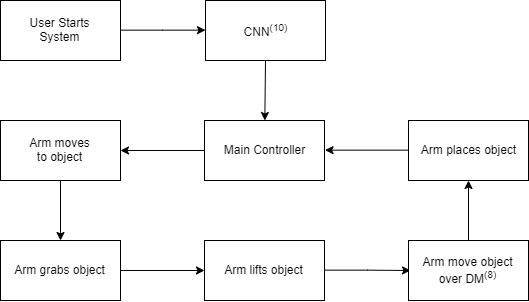 User Starts
System
CNN⁽¹⁰⁾
Arm moves
to object
Main Controller
Arm places object
Arm grabs object
Arm lifts object
Arm move object
over DM⁽⁸⁾